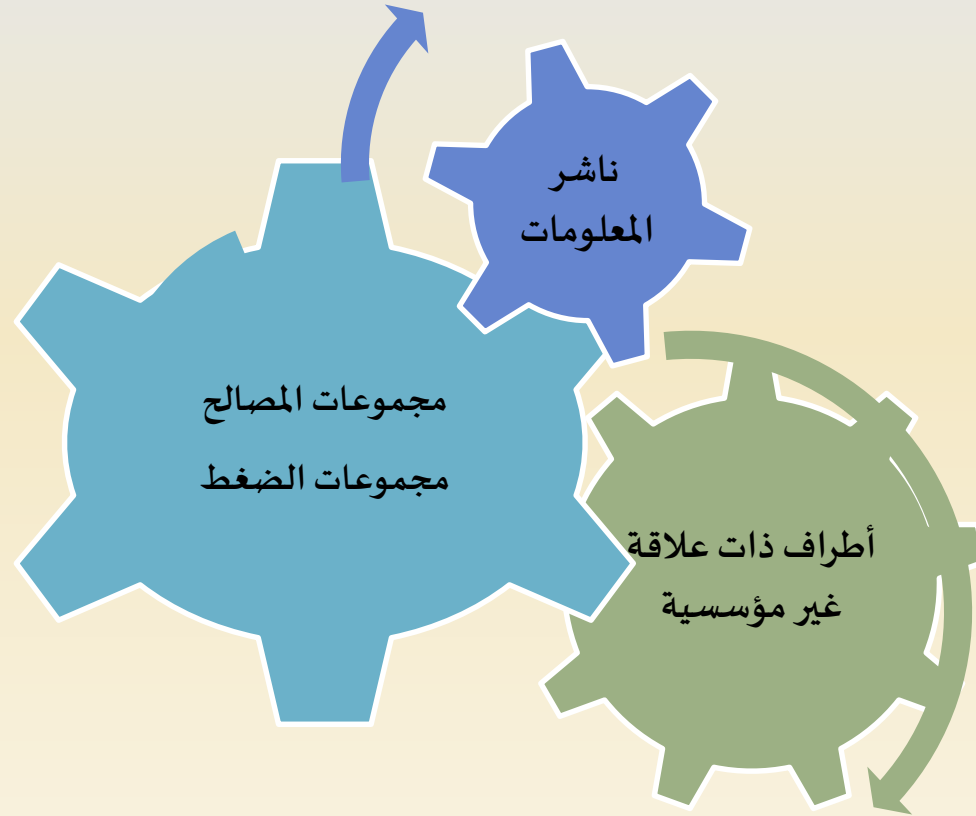 ناشر
المعلومات
مجموعات المصالح
مجموعات الضغط
أطراف ذات علاقة
غير مؤسسية